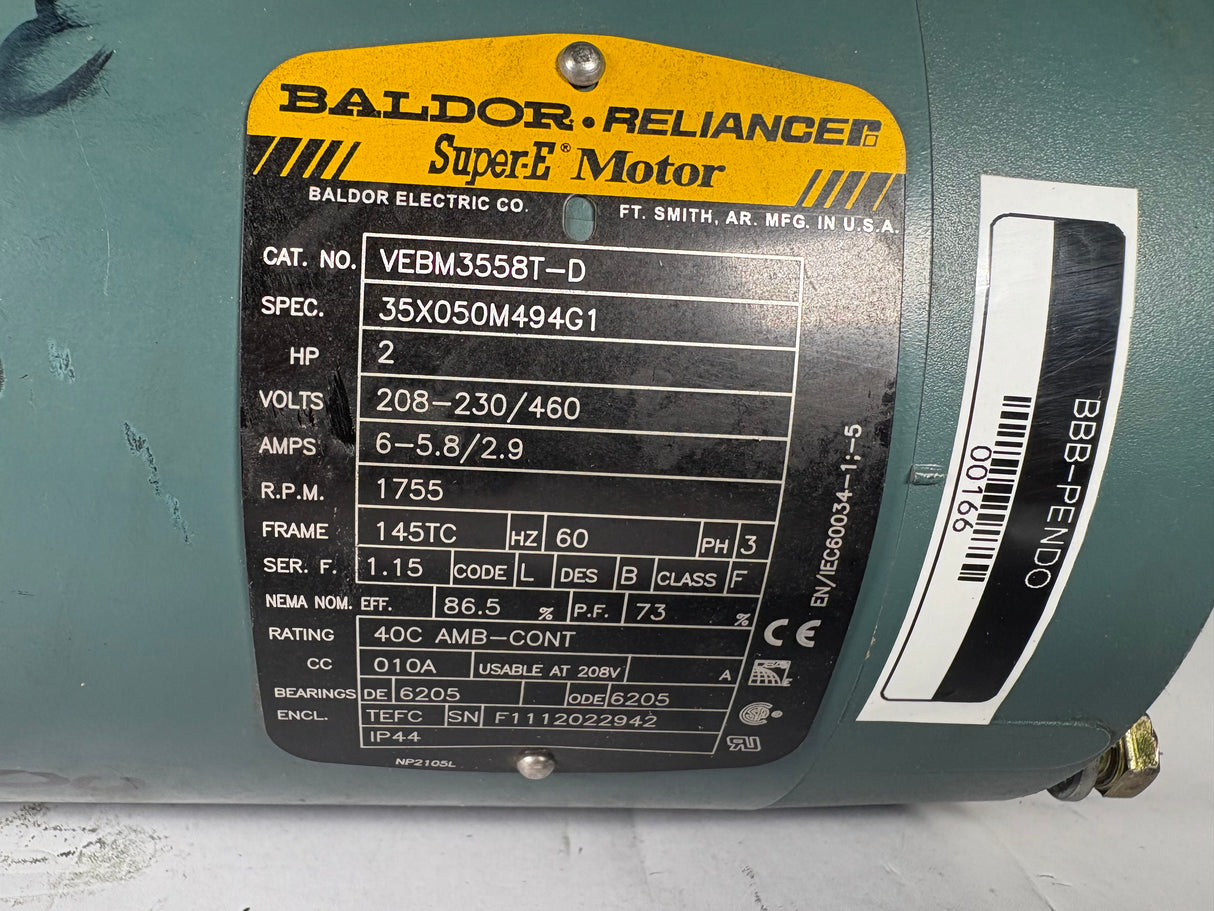 BALDOR • RELIANCER
Super-E® Motor
BALDOR ELECTRIC CO. FT. SMITH, AR. MFG. IN U.S.A.
CAT. NO. VEBM3558T-D
SPEC. 35X050M494G1
HP 2
VOLTS 208-230/460
AMPS 6-5.8/2.9
R.P.M. 1755
FRAME 145TC HZ 60 PH 3
SER. F. 1.15 CODE L DES B CLASS F
NEMA NOM. EFF. 86.5 % P.F. 73 %
RATING 40C AMB-CONT
CC 010A USABLE AT 208V A
BEARINGS DE 6205 ODE 6205
ENCL. TEFC SN F1112022942
IP44
NP2105L
EN/IEC60034-1;-5
CE
BBB-PENDO
00166